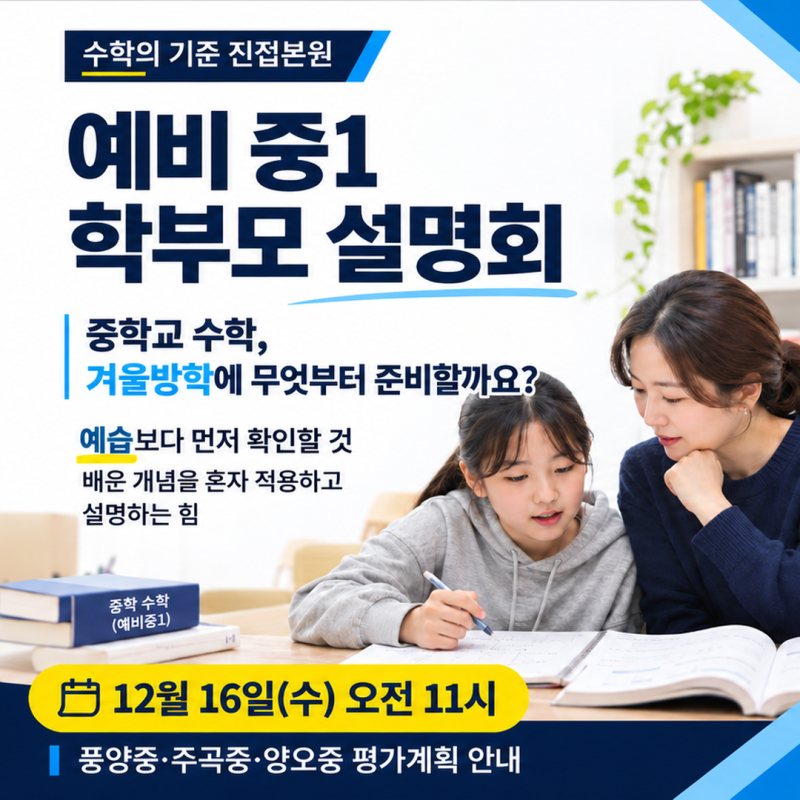 수학의 기준 진접본원
예비 중1
학부모 설명회
중학교 수학,
겨울방학에 무엇부터 준비할까요?
예습보다 먼저 확인할 것
배운 개념을 혼자 적용하고
설명하는 힘
중학 수학
(예비중1)
12월 16일(수) 오전 11시
풍양중·주곡중·양오중 평가계획 안내